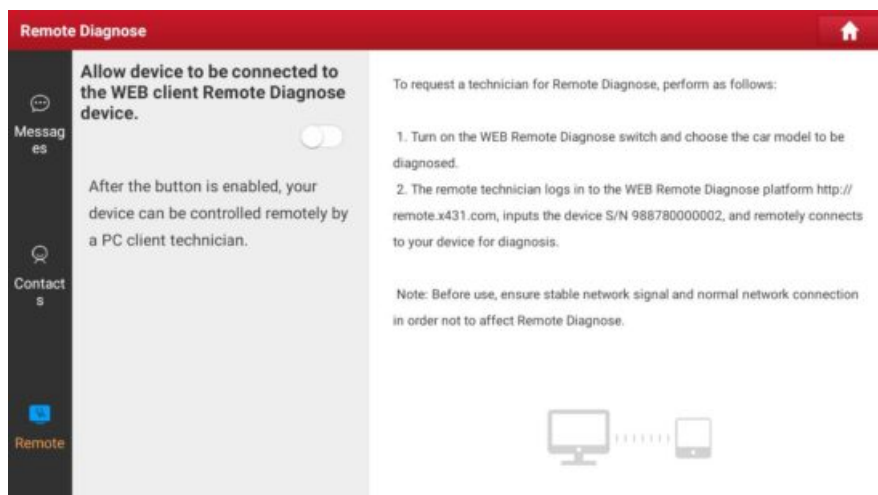 Remote Diagnose
Messag
es
Contact
s
Remote
Allow device to be connected to
the WEB client Remote Diagnose
device.
After the button is enabled, your
device can be controlled remotely by
a PC client technician.
To request a technician for Remote Diagnose, perform as follows:
1. Turn on the WEB Remote Diagnose switch and choose the car model to be
diagnosed.
2. The remote technician logs in to the WEB Remote Diagnose platform http://
remote.x431.com, inputs the device S/N 988780000002, and remotely connects
to your device for diagnosis.
Note: Before use, ensure stable network signal and normal network connection
in order not to affect Remote Diagnose.